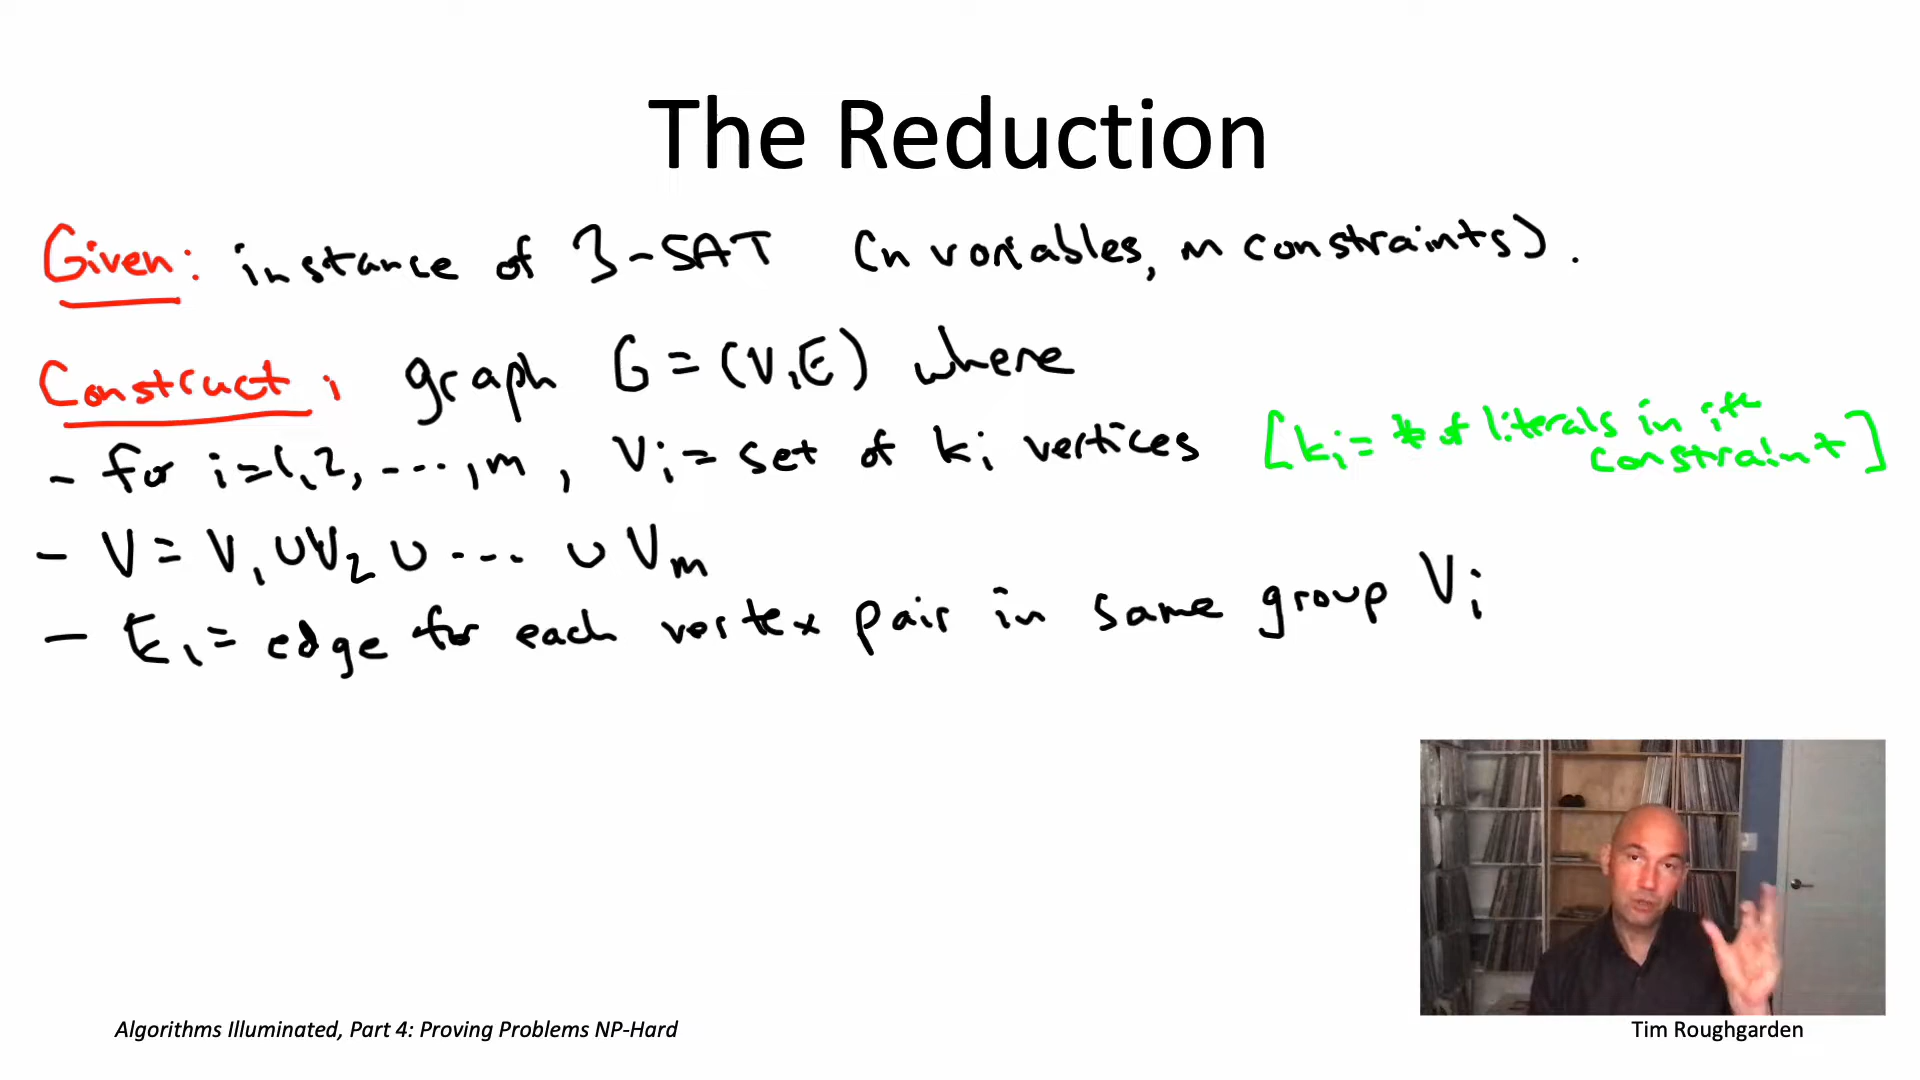 The Reduction
Given: instance of 3-SAT (n variables, m constraints).
Construct: graph G = (V,E) where
- for i=1,2,...,m, Vi = set of ki vertices [ki = # of literals in ith constraint]
- V = V1 ∪ V2 ∪ ... ∪ Vm
- E1 = edge for each vertex pair in same group Vi
Algorithms Illuminated, Part 4: Proving Problems NP-Hard
Tim Roughgarden